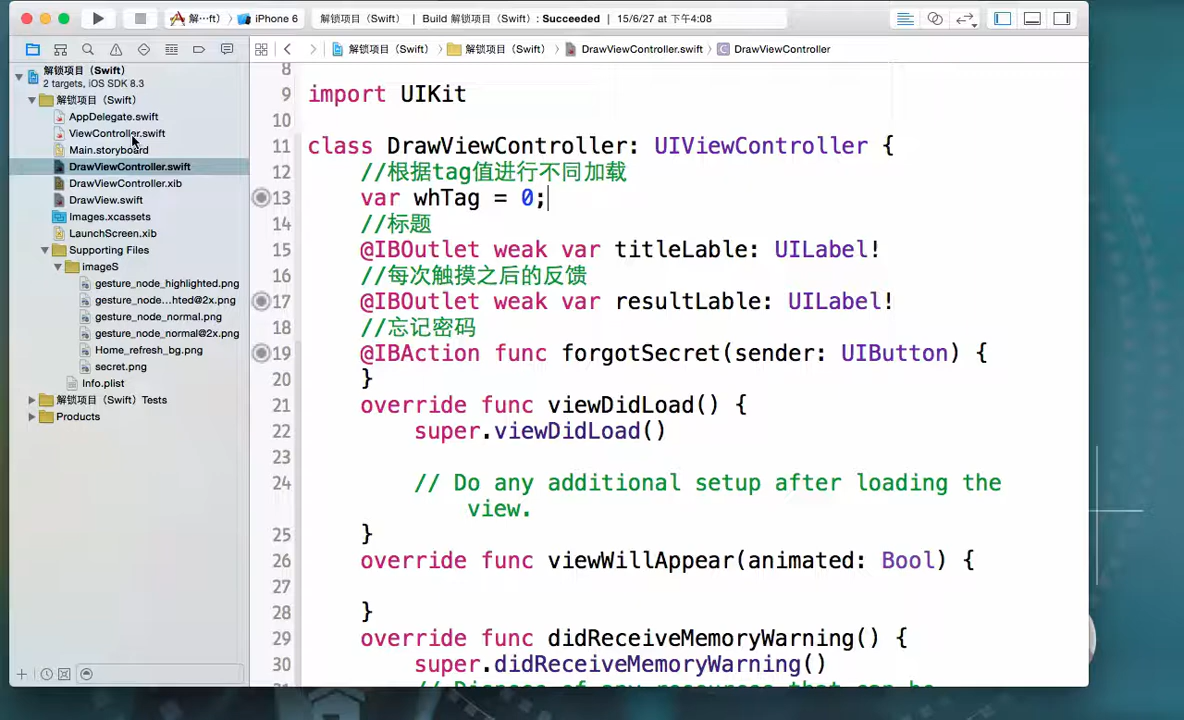 解…ft） 〉 iPhone 6
解锁项目（Swift） | Build 解锁项目（Swift）: Succeeded | 15/6/27 at 下午4:08
解锁项目（Swift） 〉 解锁项目（Swift） 〉 DrawViewController.swift 〉 C DrawViewController
解锁项目（Swift）
2 targets, iOS SDK 8.3
解锁项目（Swift）
AppDelegate.swift
ViewController.swift
Main.storyboard
DrawViewController.swift
DrawViewController.xib
DrawView.swift
Images.xcassets
LaunchScreen.xib
Supporting Files
imageS
gesture_node_highlighted.png
gesture_node...hted@2x.png
gesture_node_normal.png
gesture_node_normal@2x.png
Home_refresh_bg.png
secret.png
Info.plist
解锁项目（Swift）Tests
Products
8
9 import UIKit
10
11 class DrawViewController: UIViewController {
12 //根据tag值进行不同加载
13 var whTag = 0;
14 //标题
15 @IBOutlet weak var titleLable: UILabel!
16 //每次触摸之后的反馈
17 @IBOutlet weak var resultLable: UILabel!
18 //忘记密码
19 @IBAction func forgotSecret(sender: UIButton) {
20 }
21 override func viewDidLoad() {
22 super.viewDidLoad()
23
24 // Do any additional setup after loading the
view.
25 }
26 override func viewWillAppear(animated: Bool) {
27
28 }
29 override func didReceiveMemoryWarning() {
30 super.didReceiveMemoryWarning()
31 // Dispose of any resources that can be